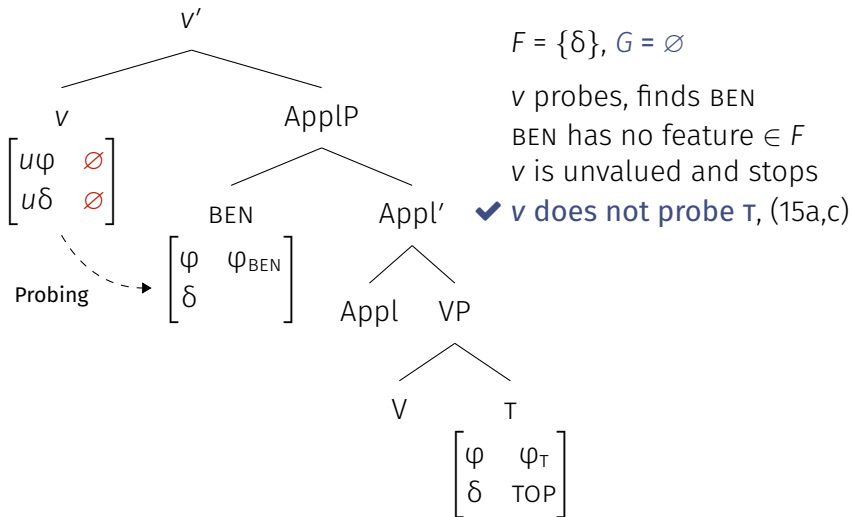 v′
F = {δ}, G = ∅
v probes, finds BEN
BEN has no feature ∈ F
v is unvalued and stops
✔ v does not probe T, (15a,c)
v ApplP
uφ ∅
uδ ∅
BEN Appl′
φ φBEN
δ
Probing
Appl VP
V T
φ φT
δ TOP